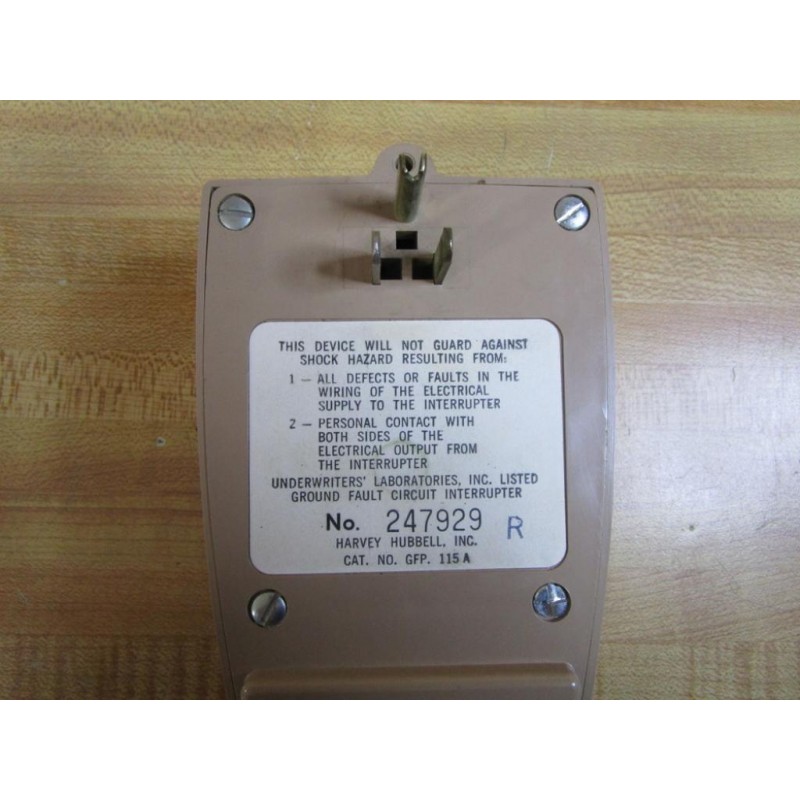 THIS DEVICE WILL NOT GUARD AGAINST
SHOCK HAZARD RESULTING FROM:
1 — ALL DEFECTS OR FAULTS IN THE
WIRING OF THE ELECTRICAL
SUPPLY TO THE INTERRUPTER
2 — PERSONAL CONTACT WITH
BOTH SIDES OF THE
ELECTRICAL OUTPUT FROM
THE INTERRUPTER
UNDERWRITERS' LABORATORIES, INC. LISTED
GROUND FAULT CIRCUIT INTERRUPTER
No. 247929 R
HARVEY HUBBELL, INC.
CAT. NO. GFP. 115 A